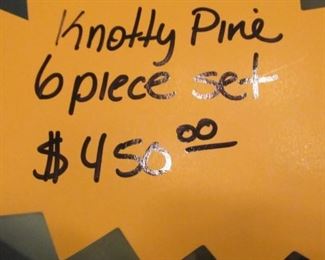 Knotty Pine
6 piece set
$450.00